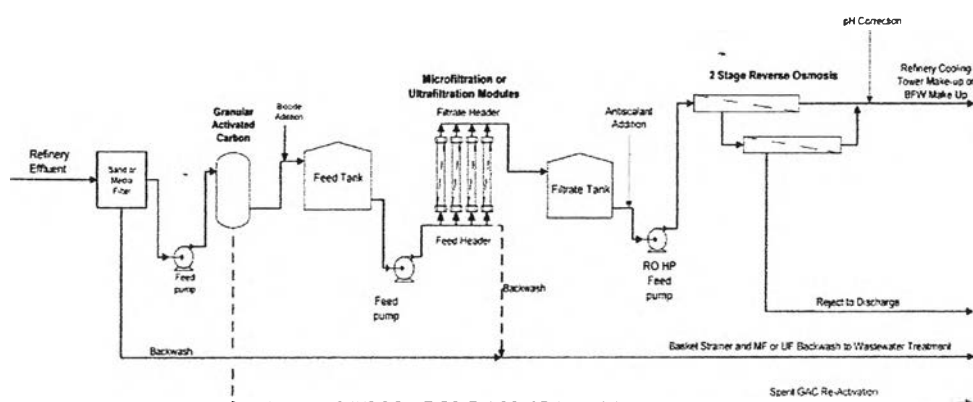 pH Correction
2 Stage Reverse Osmosis
Refinery Cooling
Tower Make-up or
BFW Make Up
Microfiltration or
Ultrafiltration Modules
Filtrate Header
Biocide
Addition
Antiscalant
Addition
Granular
Activated
Carbon
Refinery
Effluent
Sand or
Media
Filter
Feed Tank
Filtrate Tank
Feed Header
Feed
pump
Feed
pump
RO HP
Feed
pump
Backwash
Reject to Discharge
Backwash
Basket Strainer and MF or UF Backwash to Wastewater Treatment
Spent GAC Re-Activation